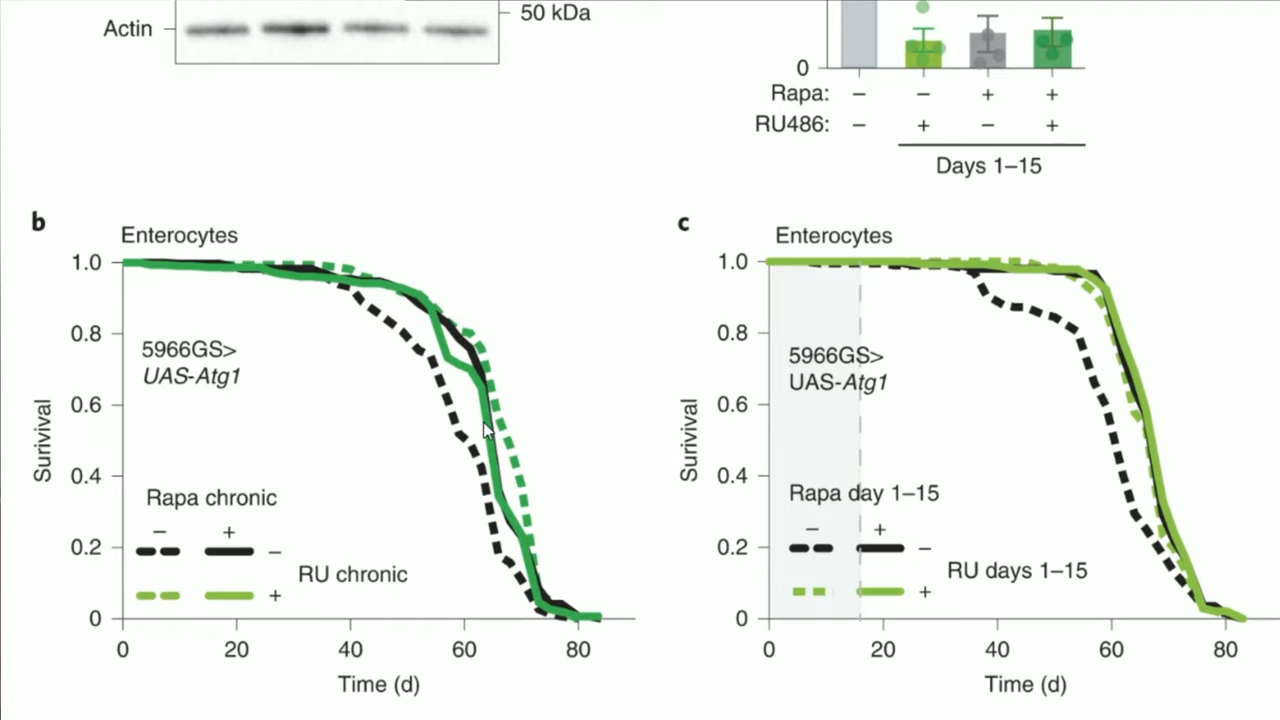 50 kDa
Actin
0
Rapa: − − + +
RU486: − + − +
Days 1–15
b
Enterocytes
1.0
0.8
0.6
0.4
0.2
0
Surivival
5966GS>
UAS-Atg1
Rapa chronic
− +
−
RU chronic
+
0 20 40 60 80
Time (d)
c
Enterocytes
1.0
0.8
0.6
0.4
0.2
0
Surivival
5966GS>
UAS-Atg1
Rapa day 1–15
− +
−
RU days 1–15
+
0 20 40 60 80
Time (d)